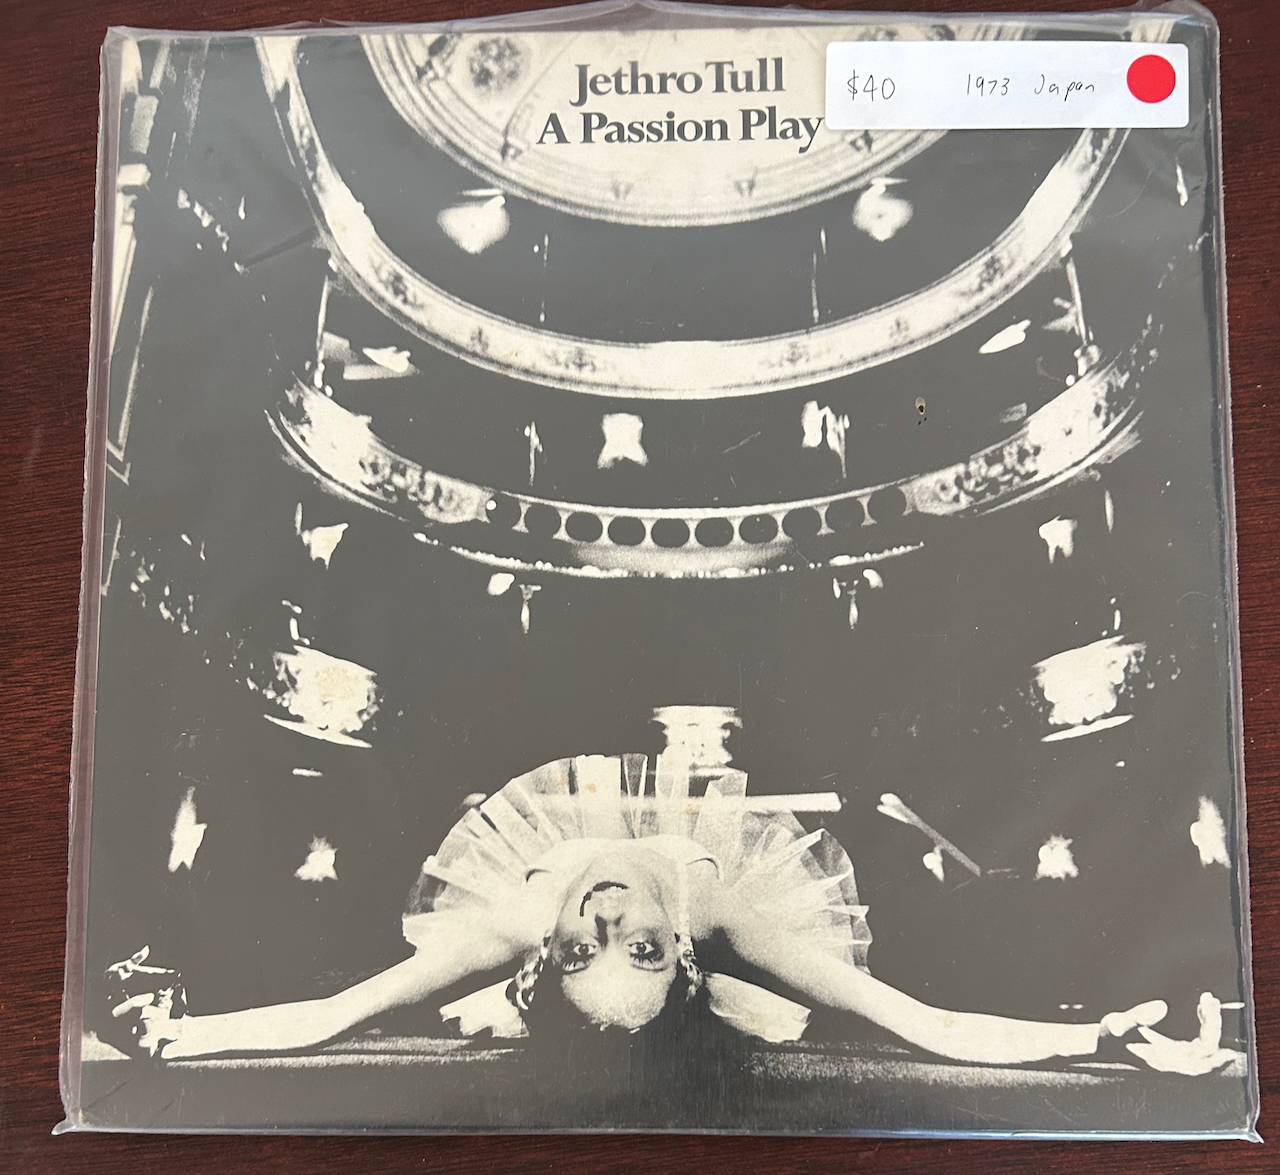 Jethro Tull
A Passion Play
$40 1973 Japan